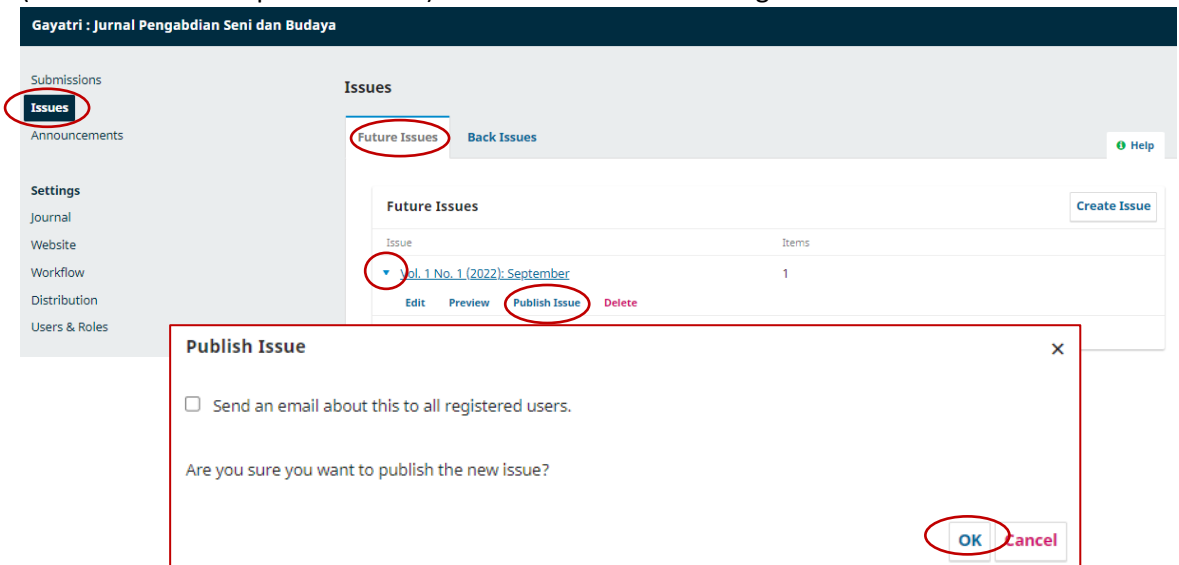 Gayatri : Jurnal Pengabdian Seni dan Budaya
Submissions
Issues
Announcements
Settings
Journal
Website
Workflow
Distribution
Users & Roles
Issues
Future Issues Back Issues
Help
Future Issues Create Issue
Issue Items
Vol. 1 No. 1 (2022): September 1
Edit Preview Publish Issue Delete
Publish Issue ×
Send an email about this to all registered users.
Are you sure you want to publish the new issue?
OK Cancel